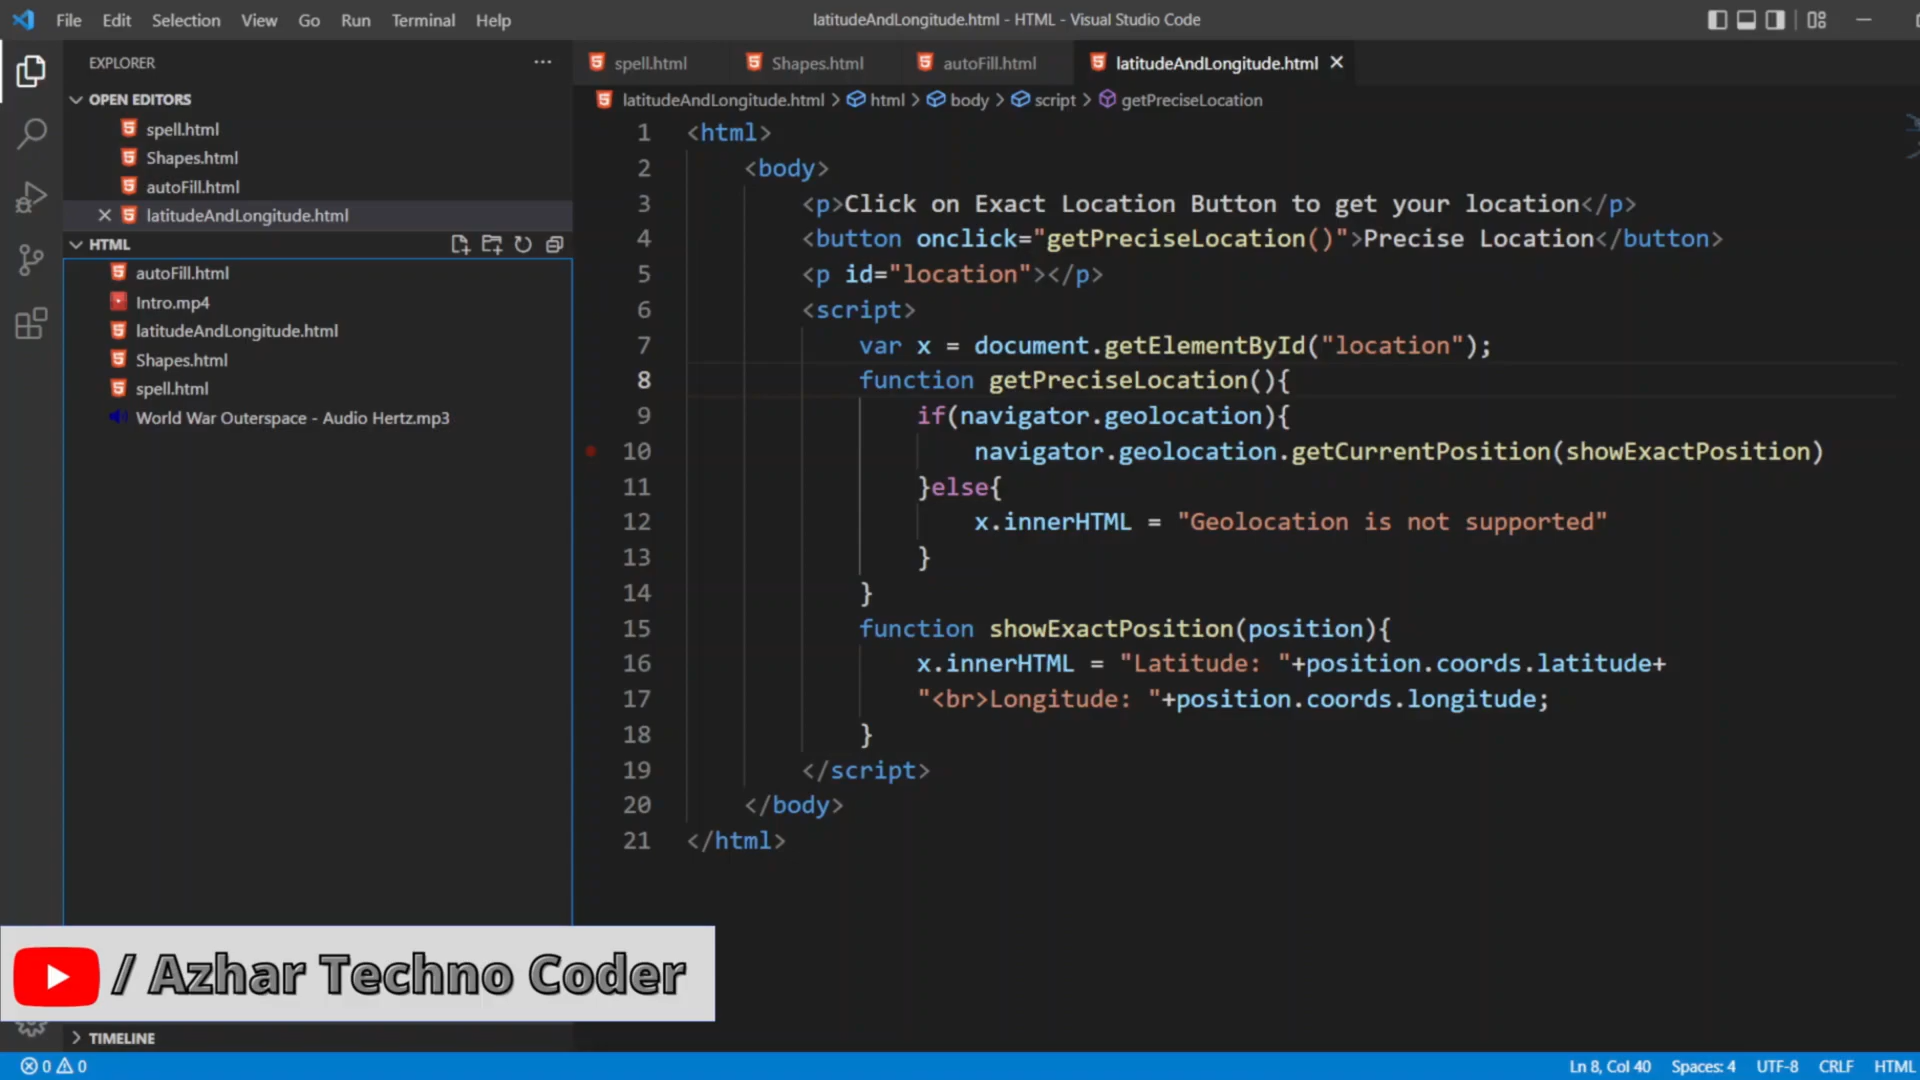 File Edit Selection View Go Run Terminal Help
latitudeAndLongitude.html - HTML - Visual Studio Code
EXPLORER
OPEN EDITORS
spell.html
Shapes.html
autoFill.html
latitudeAndLongitude.html
HTML
autoFill.html
Intro.mp4
latitudeAndLongitude.html
Shapes.html
spell.html
World War Outerspace - Audio Hertz.mp3
spell.html Shapes.html autoFill.html latitudeAndLongitude.html
latitudeAndLongitude.html > html > body > script > getPreciseLocation
1 <html>
2 <body>
3 <p>Click on Exact Location Button to get your location</p>
4 <button onclick="getPreciseLocation()">Precise Location</button>
5 <p id="location"></p>
6 <script>
7 var x = document.getElementById("location");
8 function getPreciseLocation(){
9 if(navigator.geolocation){
10 navigator.geolocation.getCurrentPosition(showExactPosition)
11 }else{
12 x.innerHTML = "Geolocation is not supported"
13 }
14 }
15 function showExactPosition(position){
16 x.innerHTML = "Latitude: "+position.coords.latitude+
17 "<br>Longitude: "+position.coords.longitude;
18 }
19 </script>
20 </body>
21 </html>
/ Azhar Techno Coder
TIMELINE
0 0
Ln 8, Col 40 Spaces: 4 UTF-8 CRLF HTML